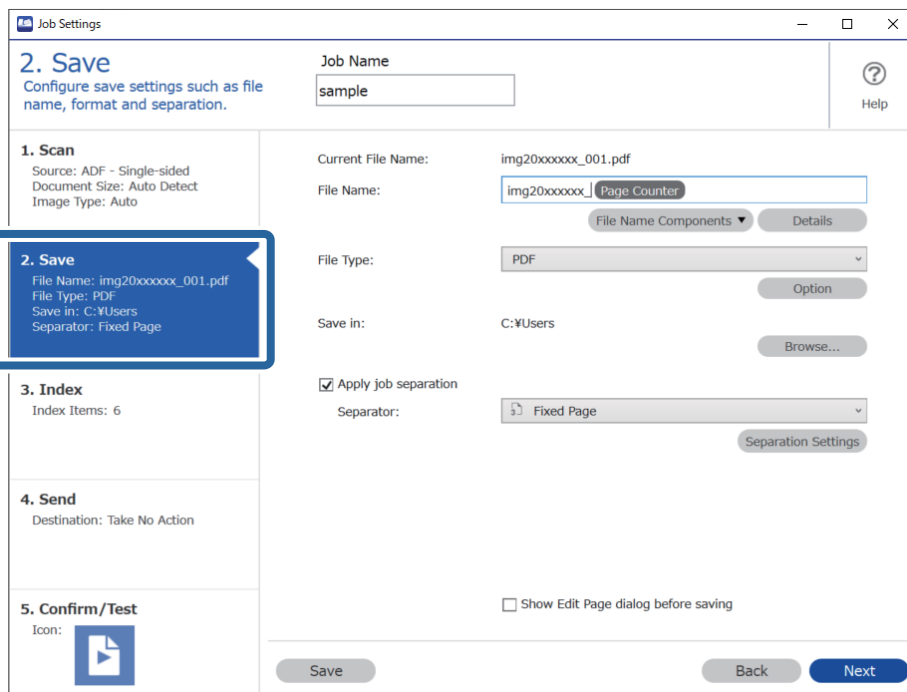 Job Settings
2. Save
Configure save settings such as file
name, format and separation.
Job Name
sample
Help
1. Scan
Source: ADF - Single-sided
Document Size: Auto Detect
Image Type: Auto
2. Save
File Name: img20xxxxxx_001.pdf
File Type: PDF
Save in: C:¥Users
Separator: Fixed Page
3. Index
Index Items: 6
4. Send
Destination: Take No Action
5. Confirm/Test
Icon:
Current File Name: img20xxxxxx_001.pdf
File Name: img20xxxxxx_ Page Counter
File Name Components ▼ Details
File Type: PDF
Option
Save in: C:¥Users
Browse...
Apply job separation
Separator: Fixed Page
Separation Settings
Show Edit Page dialog before saving
Save Back Next